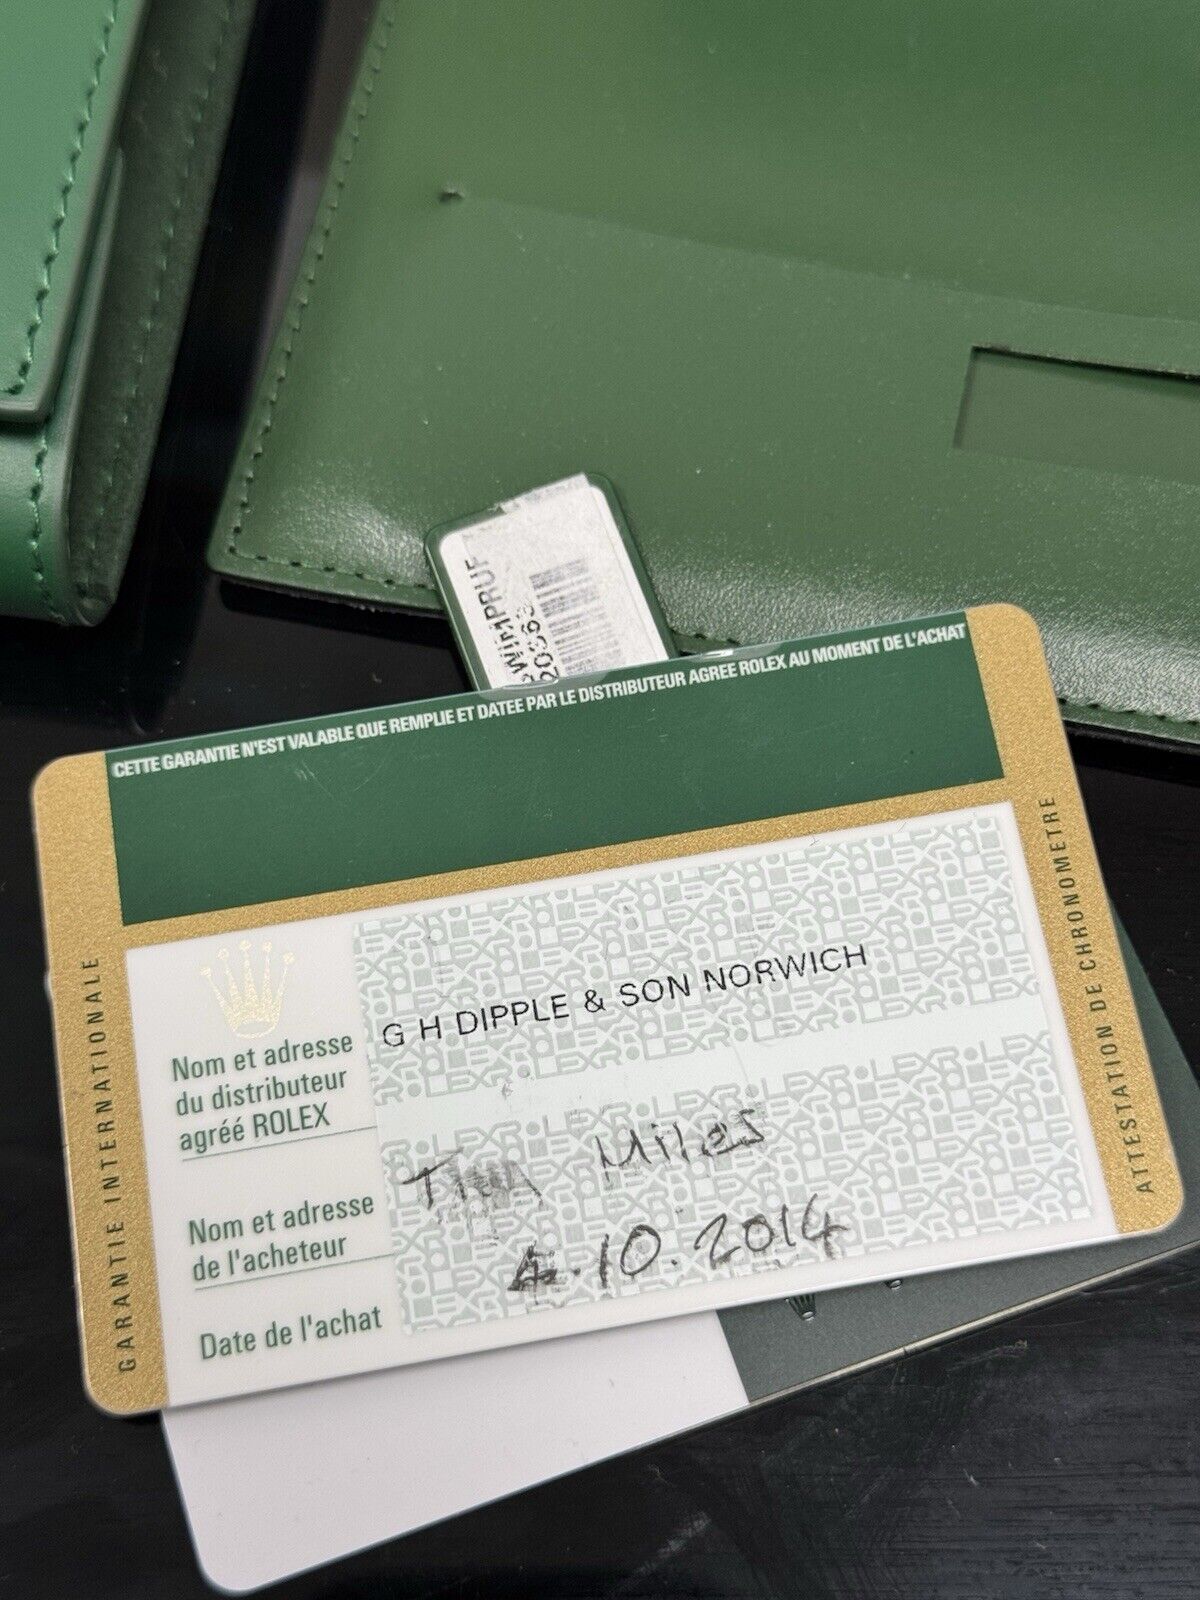 SWIMPRUF
CETTE GARANTIE N'EST VALABLE QUE REMPLIE ET DATEE PAR LE DISTRIBUTEUR AGREE ROLEX AU MOMENT DE L'ACHAT
GARANTIE INTERNATIONALE
Nom et adresse
du distributeur
agréé ROLEX
G H DIPPLE & SON NORWICH
Nom et adresse
de l'acheteur
Tim Miles
Date de l'achat
4.10.2014
ATTESTATION DE CHRONOMETRE